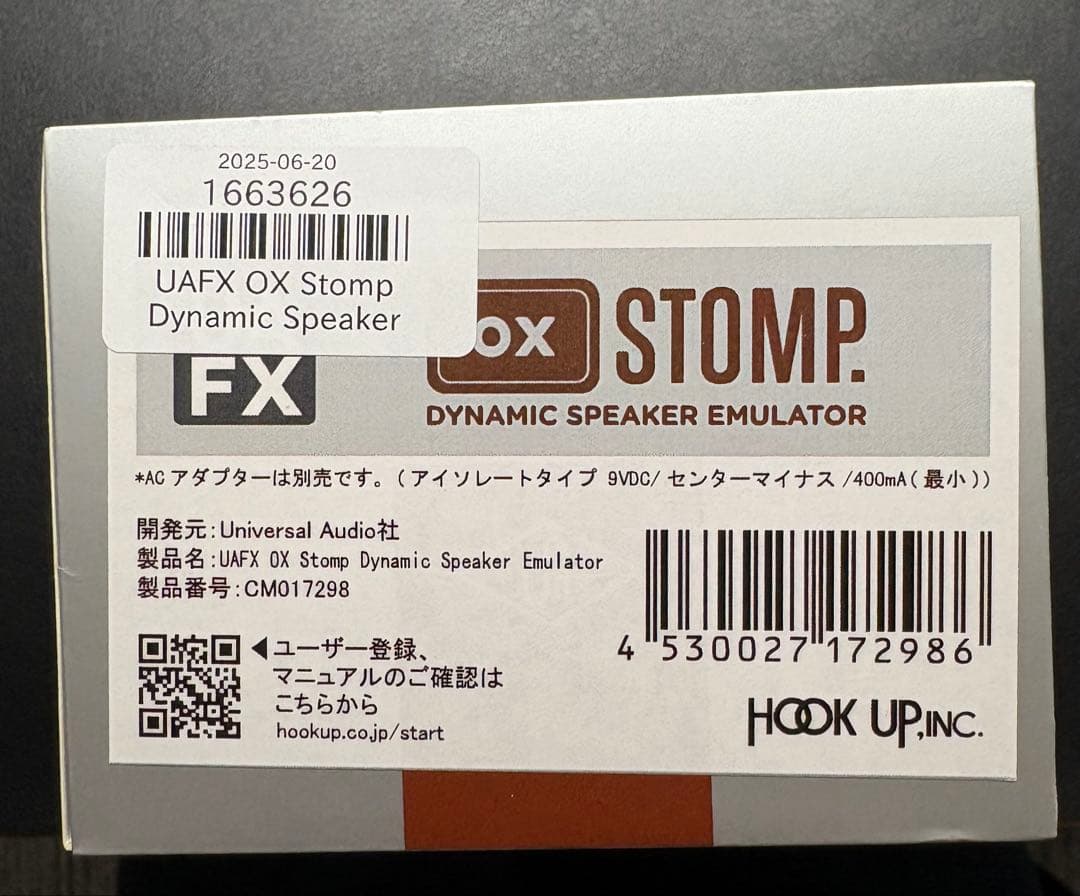 2025-06-20
1663626
UAFX OX Stomp
Dynamic Speaker
FX
OX STOMP.
DYNAMIC SPEAKER EMULATOR
*ACアダプターは別売です。(アイソレートタイプ 9VDC/センターマイナス/400mA(最小))
開発元:Universal Audio社
製品名:UAFX OX Stomp Dynamic Speaker Emulator
製品番号:CM017298
◀ユーザー登録、
マニュアルのご確認は
こちらから
hookup.co.jp/start
4 530027 172986
HOOK UP,INC.